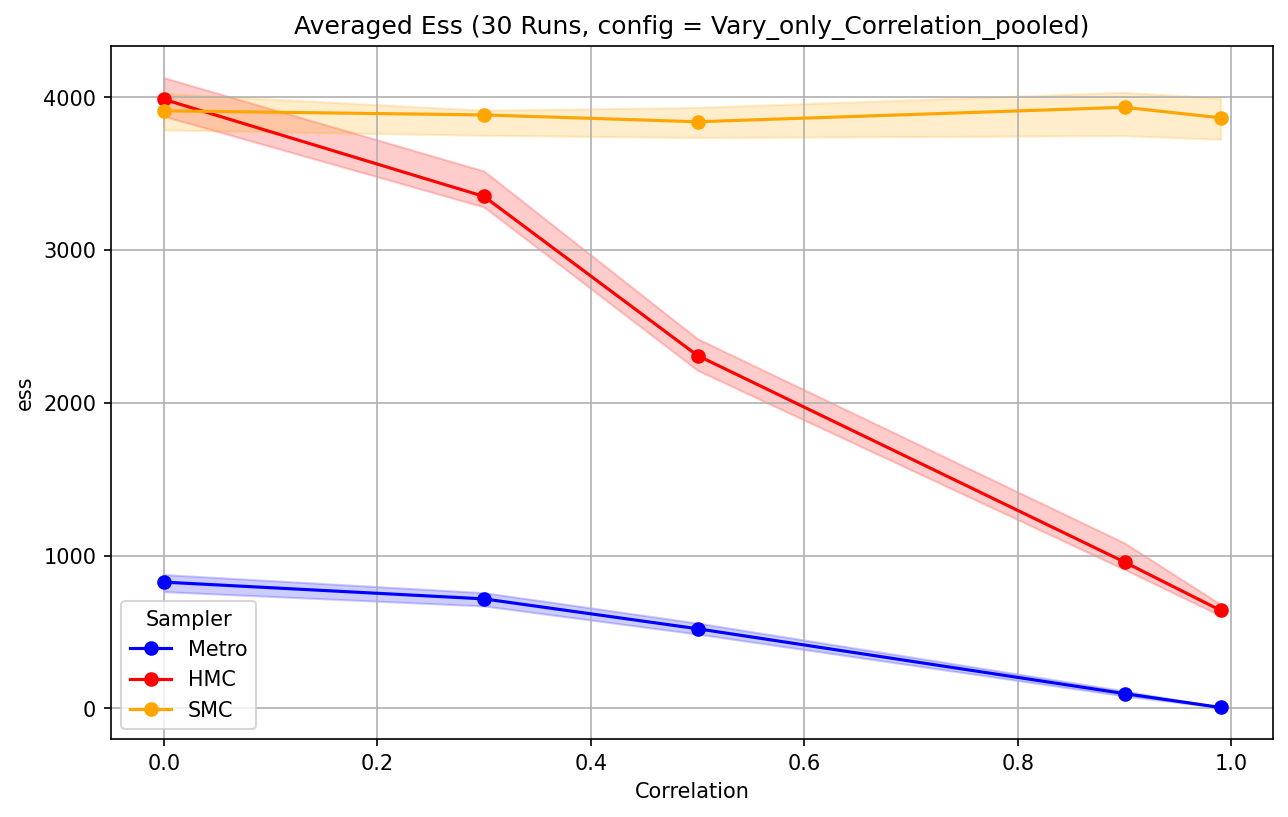 Averaged Ess (30 Runs, config = Vary_only_Correlation_pooled)
4000
3000
2000
1000
0
ess
Sampler
Metro
HMC
SMC
0.0
0.2
0.4
0.6
0.8
1.0
Correlation